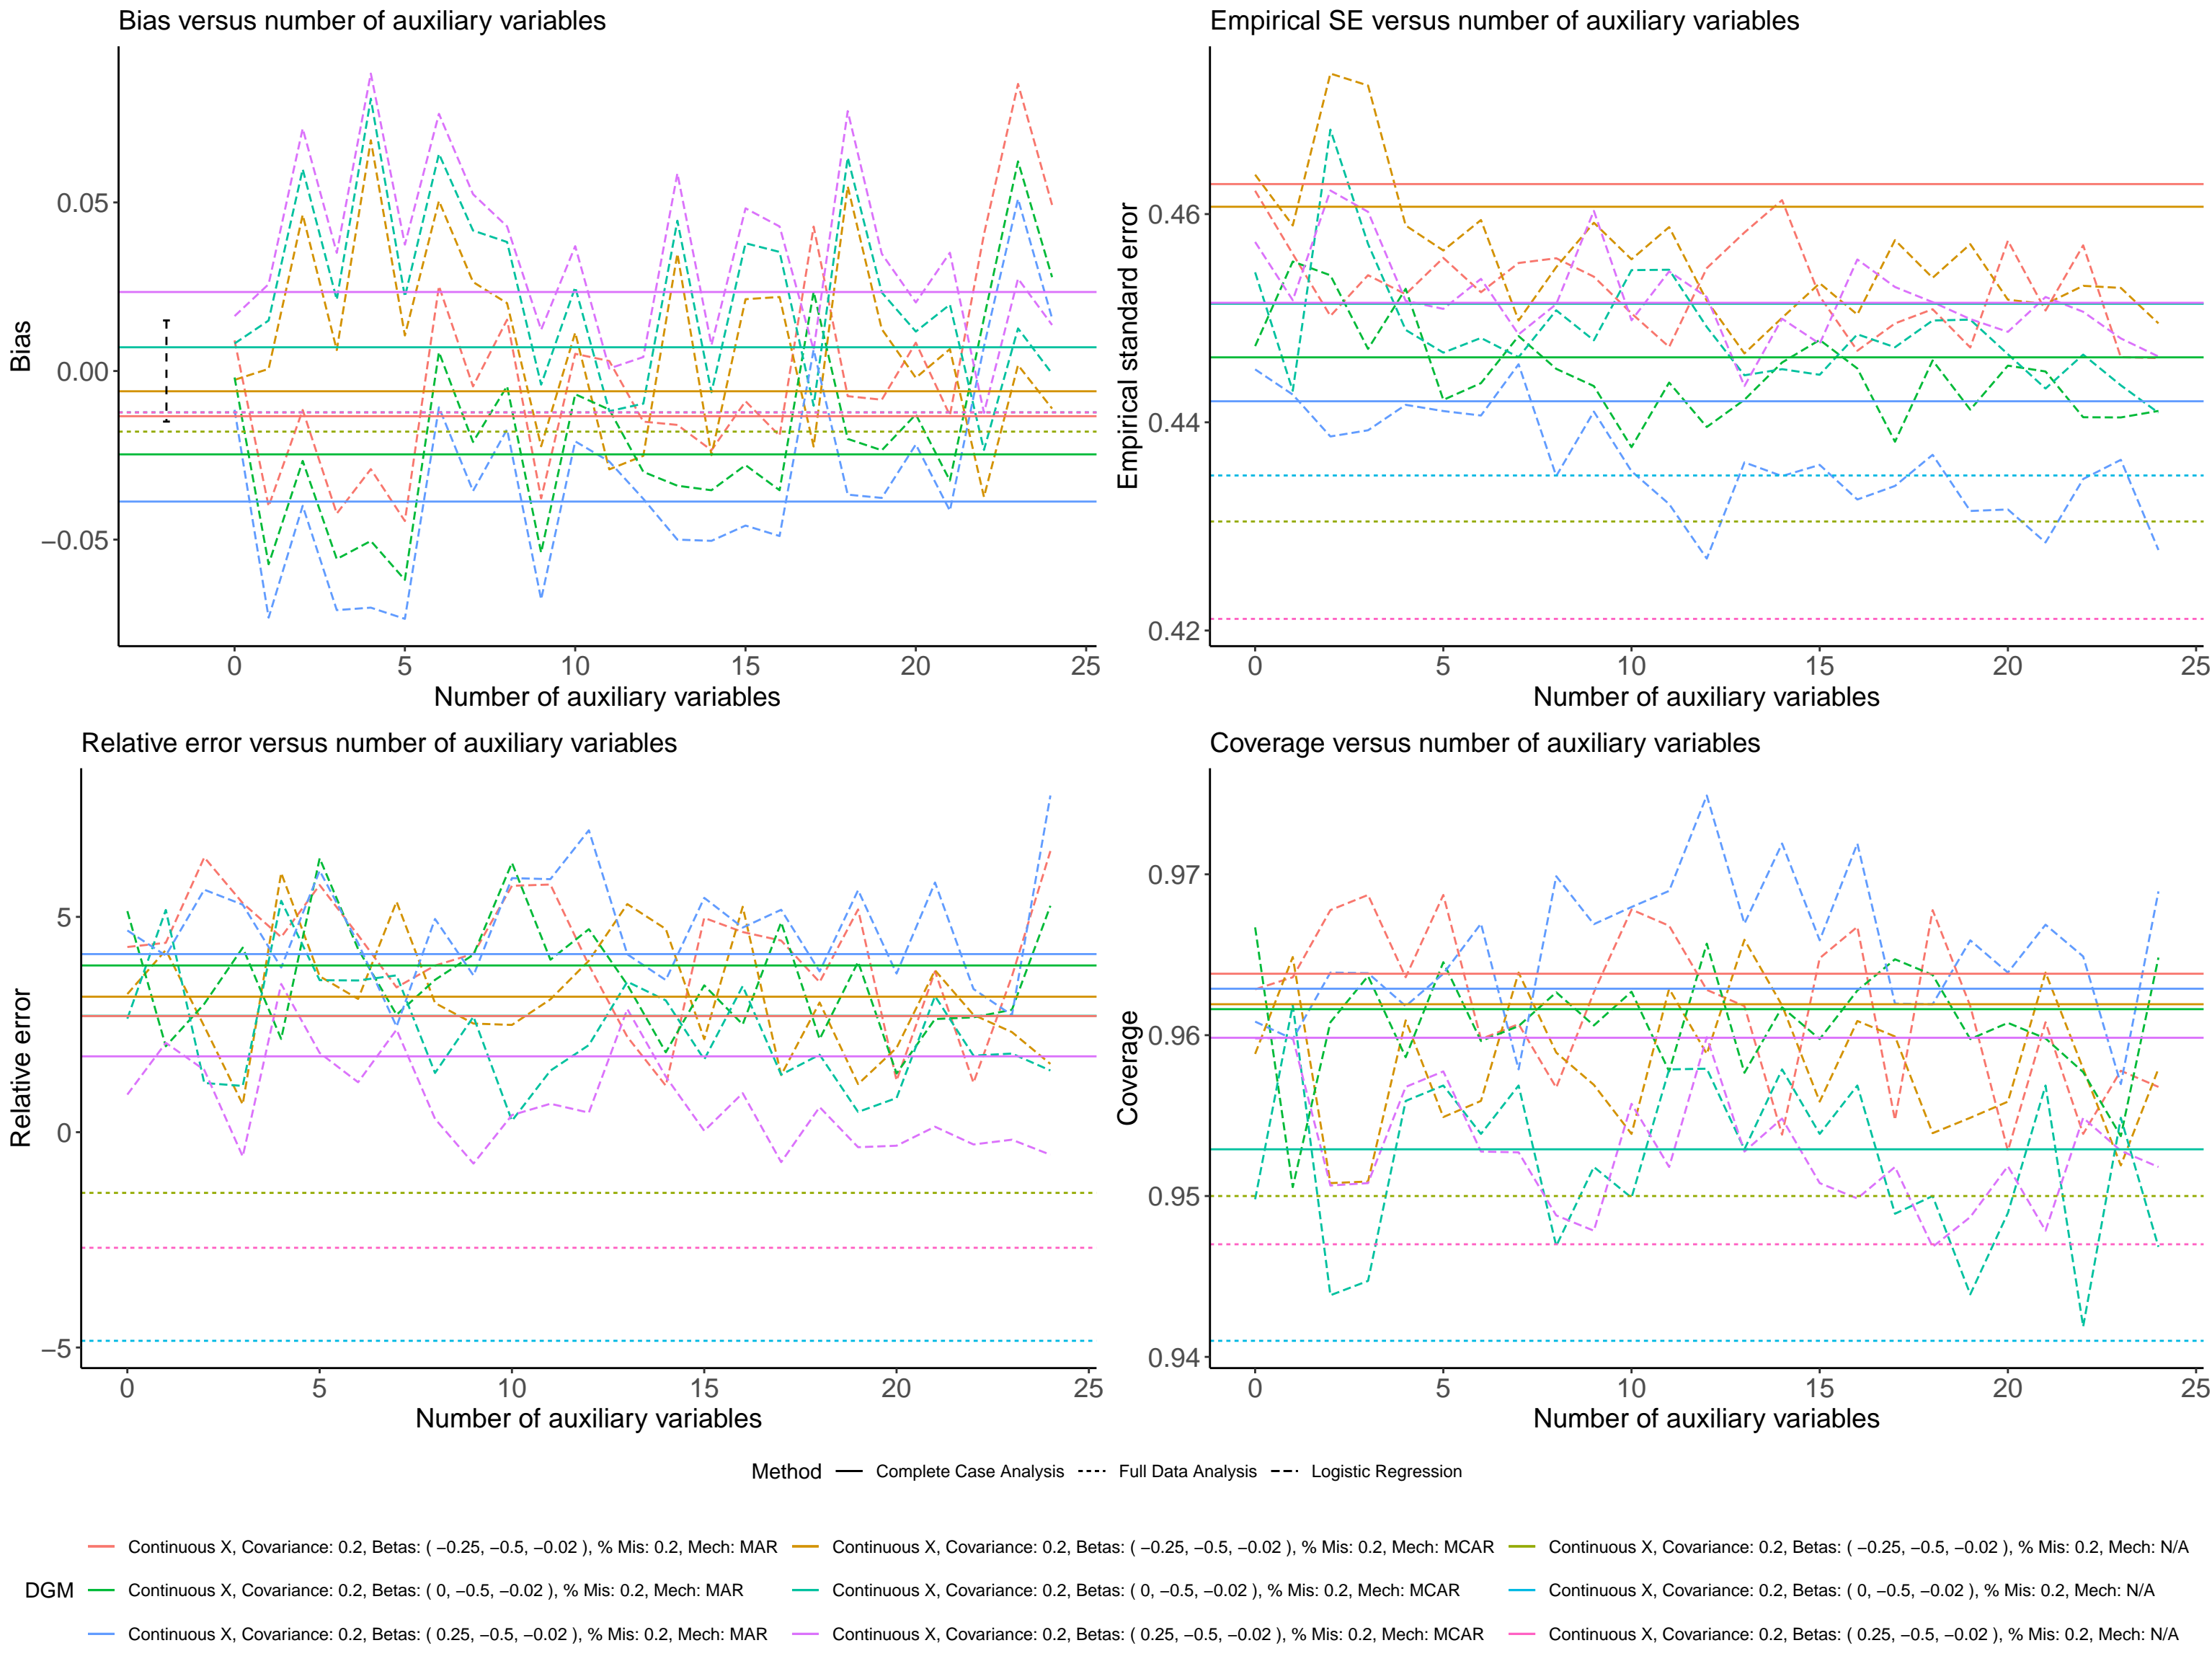 Bias versus number of auxiliary variables
0.05
0.00
−0.05
Bias
0 5 10 15 20 25
Number of auxiliary variables
Empirical SE versus number of auxiliary variables
0.46
0.44
0.42
Empirical standard error
0 5 10 15 20 25
Number of auxiliary variables
Relative error versus number of auxiliary variables
5
0
−5
Relative error
0 5 10 15 20 25
Number of auxiliary variables
Coverage versus number of auxiliary variables
0.97
0.96
0.95
0.94
Coverage
0 5 10 15 20 25
Number of auxiliary variables
Method Complete Case Analysis Full Data Analysis Logistic Regression
Continuous X, Covariance: 0.2, Betas: ( −0.25, −0.5, −0.02 ), % Mis: 0.2, Mech: MAR Continuous X, Covariance: 0.2, Betas: ( −0.25, −0.5, −0.02 ), % Mis: 0.2, Mech: MCAR Continuous X, Covariance: 0.2, Betas: ( −0.25, −0.5, −0.02 ), % Mis: 0.2, Mech: N/A
DGM Continuous X, Covariance: 0.2, Betas: ( 0, −0.5, −0.02 ), % Mis: 0.2, Mech: MAR Continuous X, Covariance: 0.2, Betas: ( 0, −0.5, −0.02 ), % Mis: 0.2, Mech: MCAR Continuous X, Covariance: 0.2, Betas: ( 0, −0.5, −0.02 ), % Mis: 0.2, Mech: N/A
Continuous X, Covariance: 0.2, Betas: ( 0.25, −0.5, −0.02 ), % Mis: 0.2, Mech: MAR Continuous X, Covariance: 0.2, Betas: ( 0.25, −0.5, −0.02 ), % Mis: 0.2, Mech: MCAR Continuous X, Covariance: 0.2, Betas: ( 0.25, −0.5, −0.02 ), % Mis: 0.2, Mech: N/A